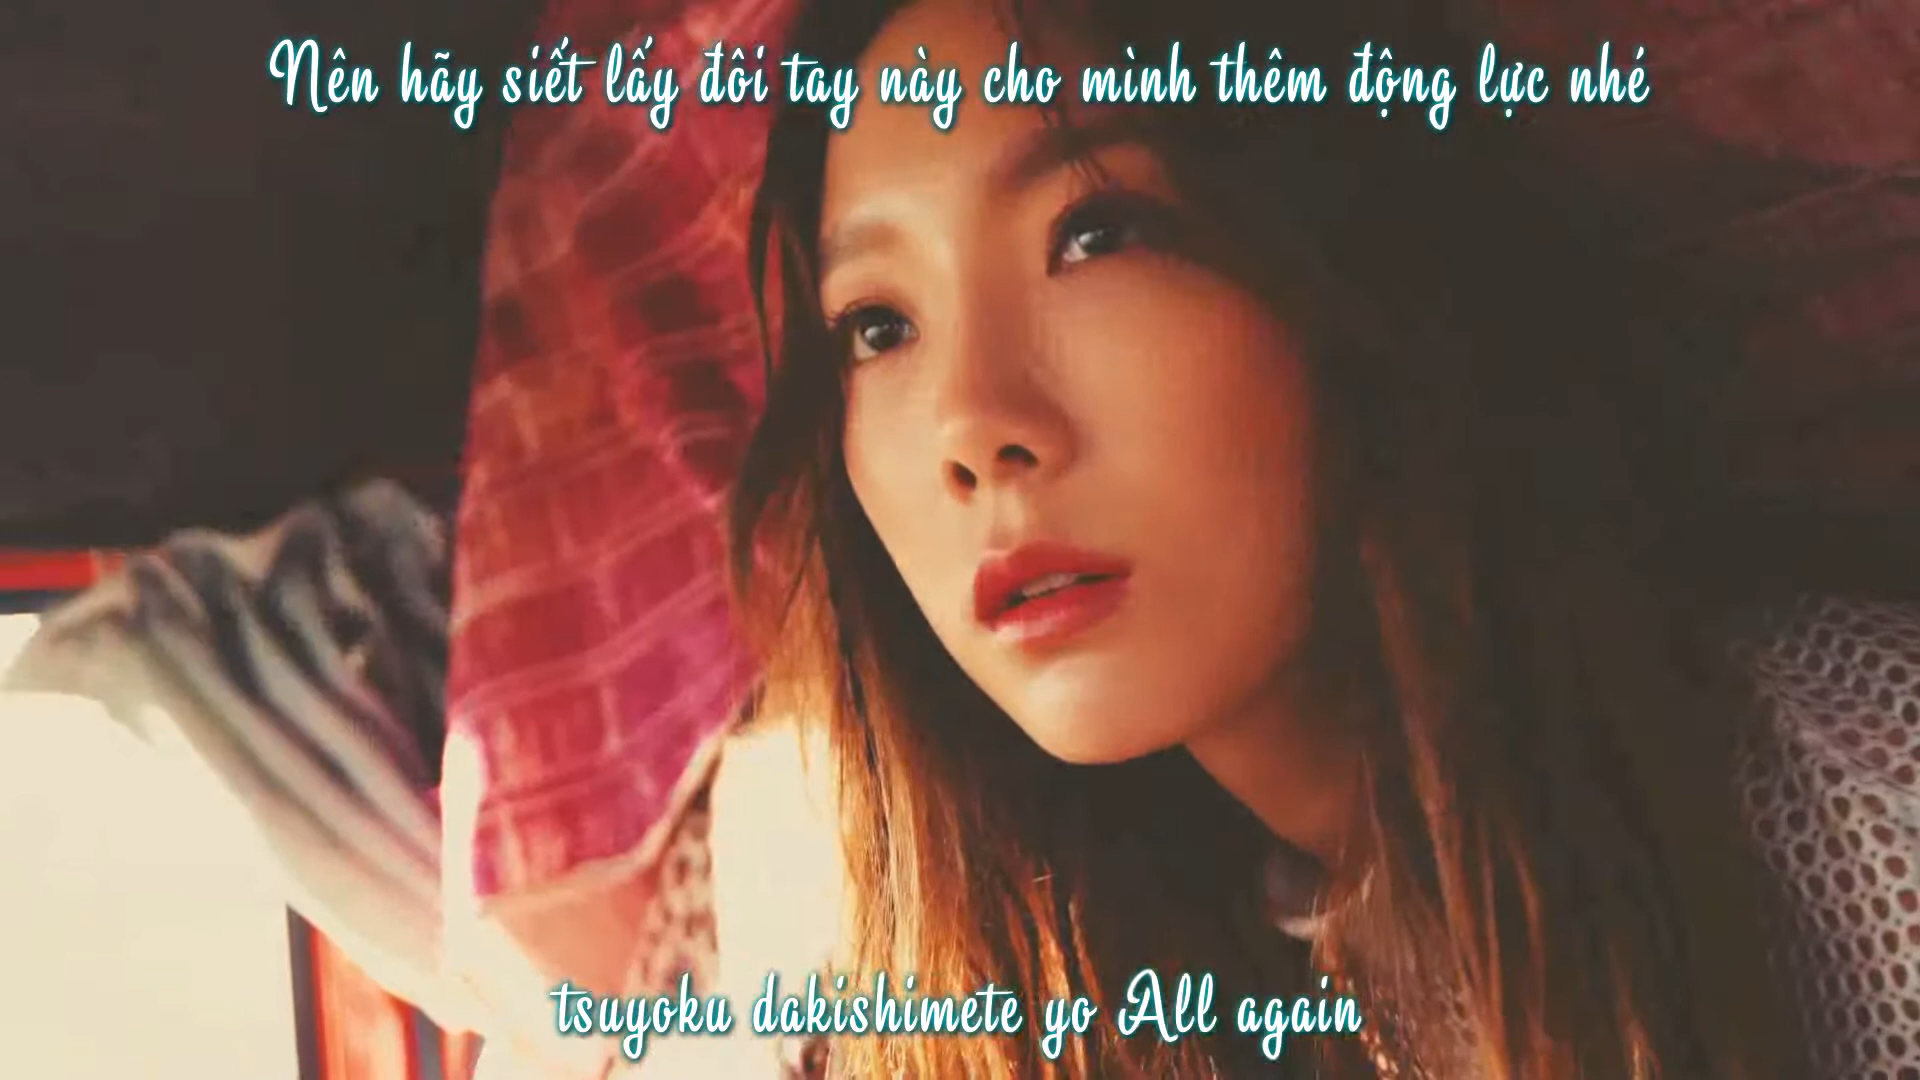 Nên hãy siết lấy đôi tay này cho mình thêm động lực nhé
tsuyoku dakishimete yo All again